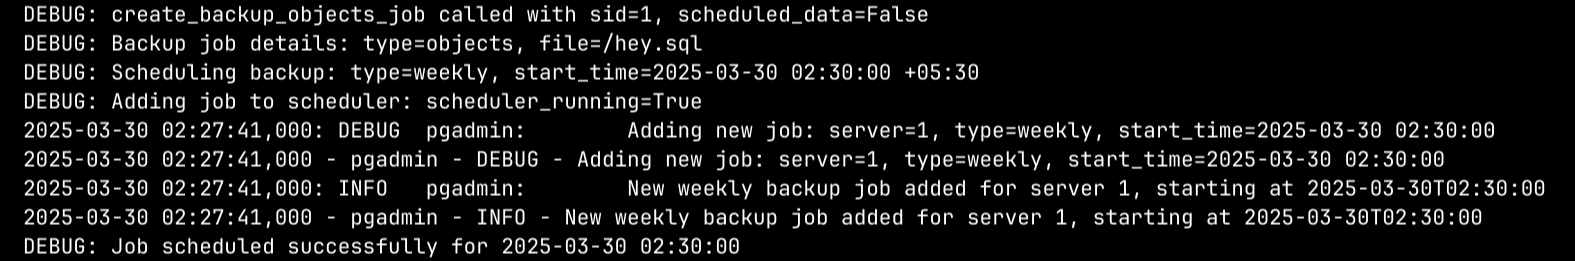 DEBUG: create_backup_objects_job called with sid=1, scheduled_data=False
DEBUG: Backup job details: type=objects, file=/hey.sql
DEBUG: Scheduling backup: type=weekly, start_time=2025-03-30 02:30:00 +05:30
DEBUG: Adding job to scheduler: scheduler_running=True
2025-03-30 02:27:41,000: DEBUG  pgadmin:        Adding new job: server=1, type=weekly, start_time=2025-03-30 02:30:00
2025-03-30 02:27:41,000 - pgadmin - DEBUG - Adding new job: server=1, type=weekly, start_time=2025-03-30 02:30:00
2025-03-30 02:27:41,000: INFO   pgadmin:        New weekly backup job added for server 1, starting at 2025-03-30T02:30:00
2025-03-30 02:27:41,000 - pgadmin - INFO - New weekly backup job added for server 1, starting at 2025-03-30T02:30:00
DEBUG: Job scheduled successfully for 2025-03-30 02:30:00